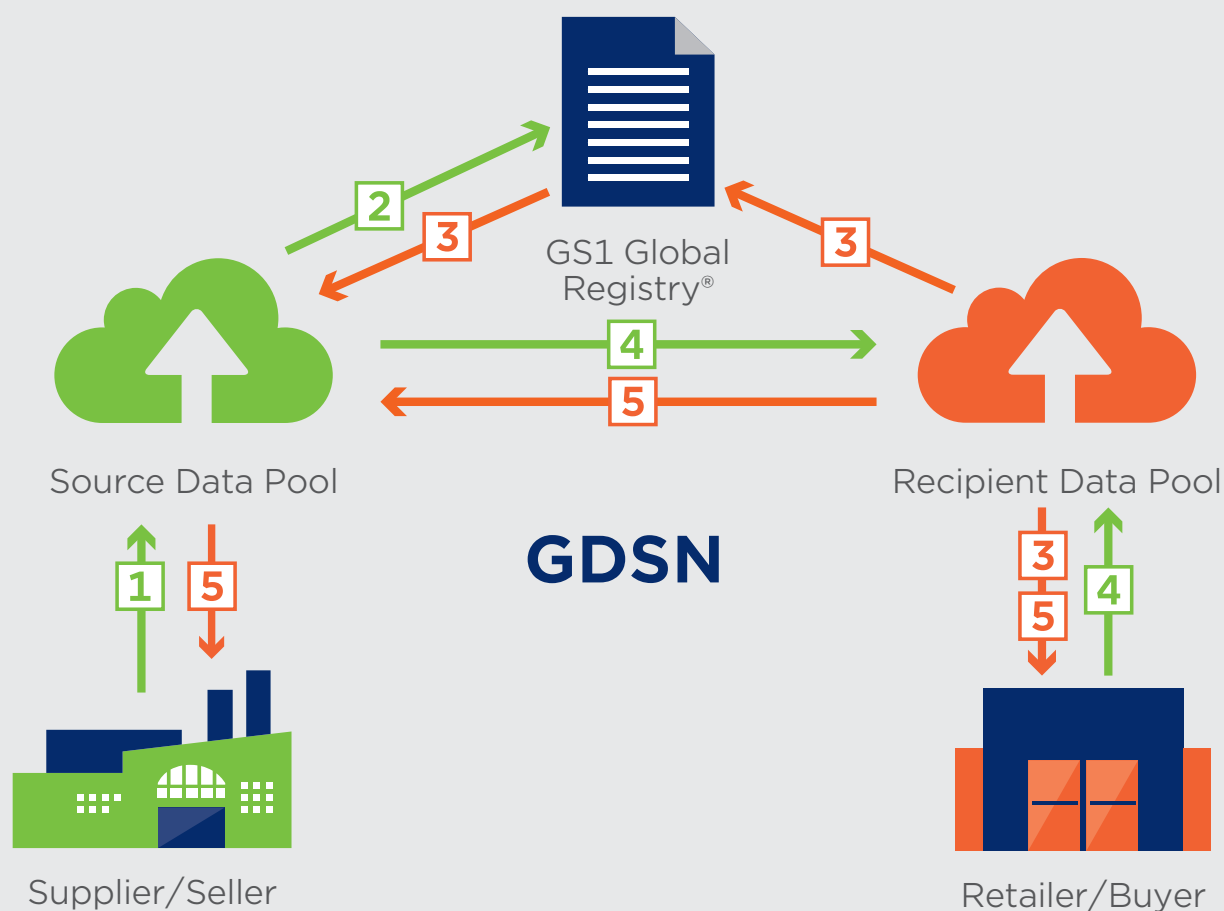 2
3
GS1 Global
Registry®
3
4
5
Source Data Pool
Recipient Data Pool
GDSN
1
5
3
5
4
Supplier/Seller
Retailer/Buyer